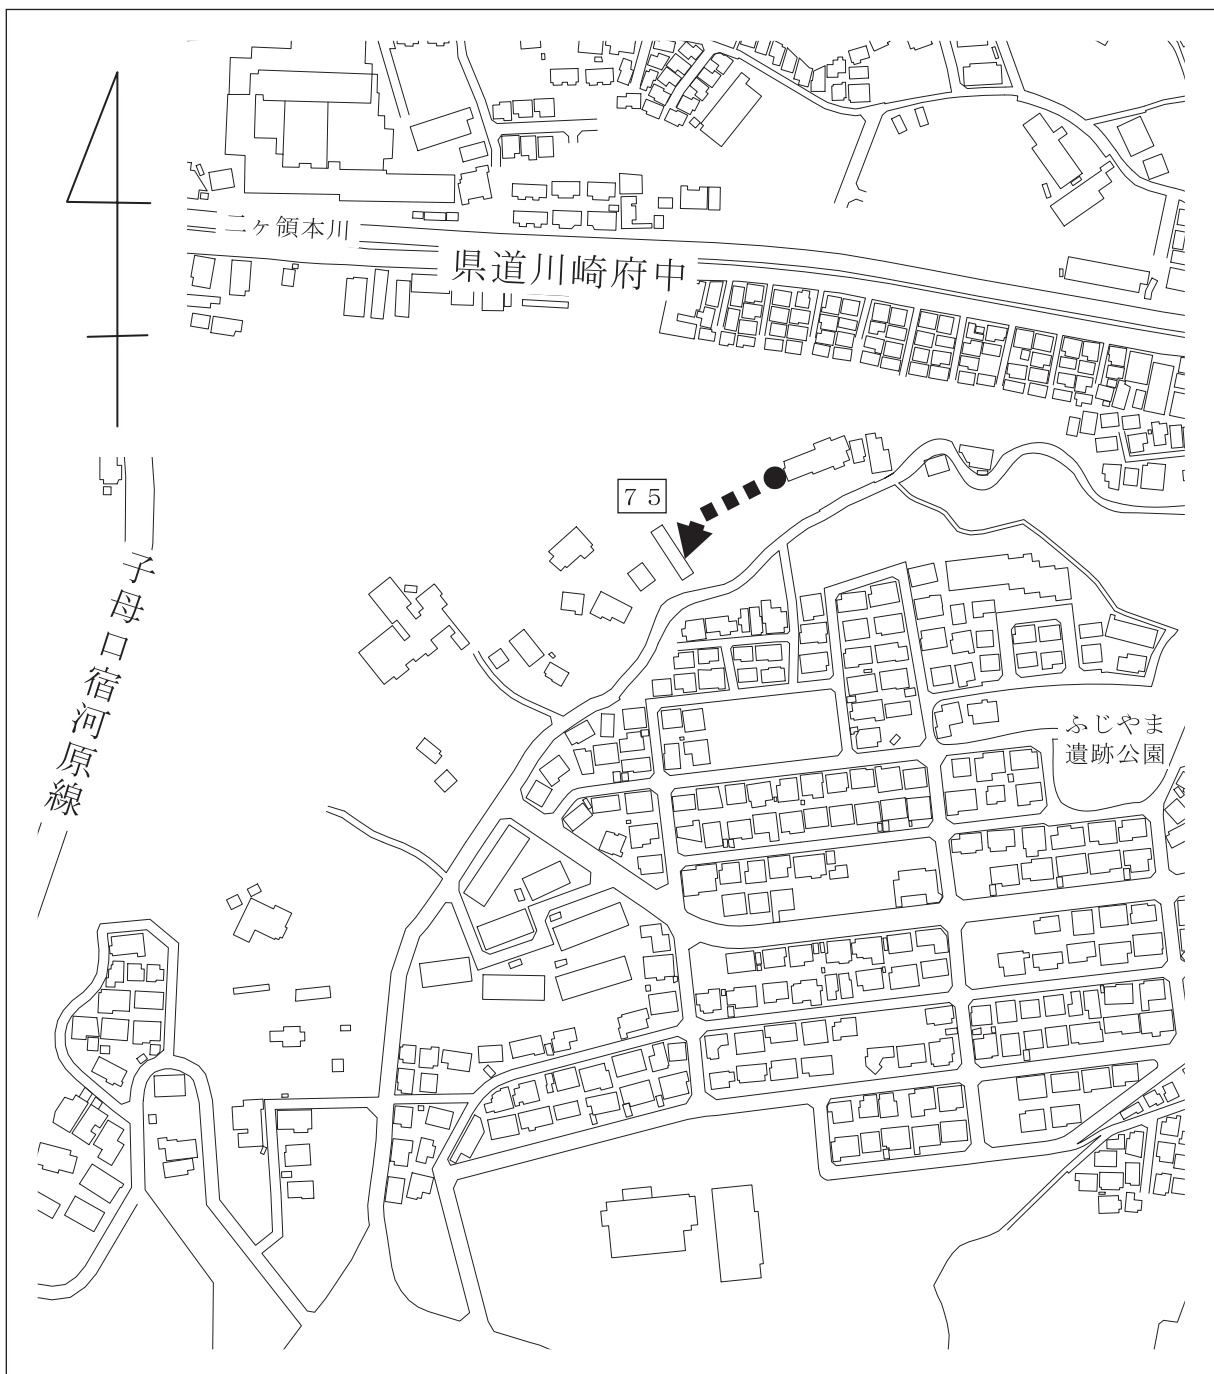 二ヶ領本川
県道川崎府中
７５
子母口宿河原線
ふじやま
遺跡公園